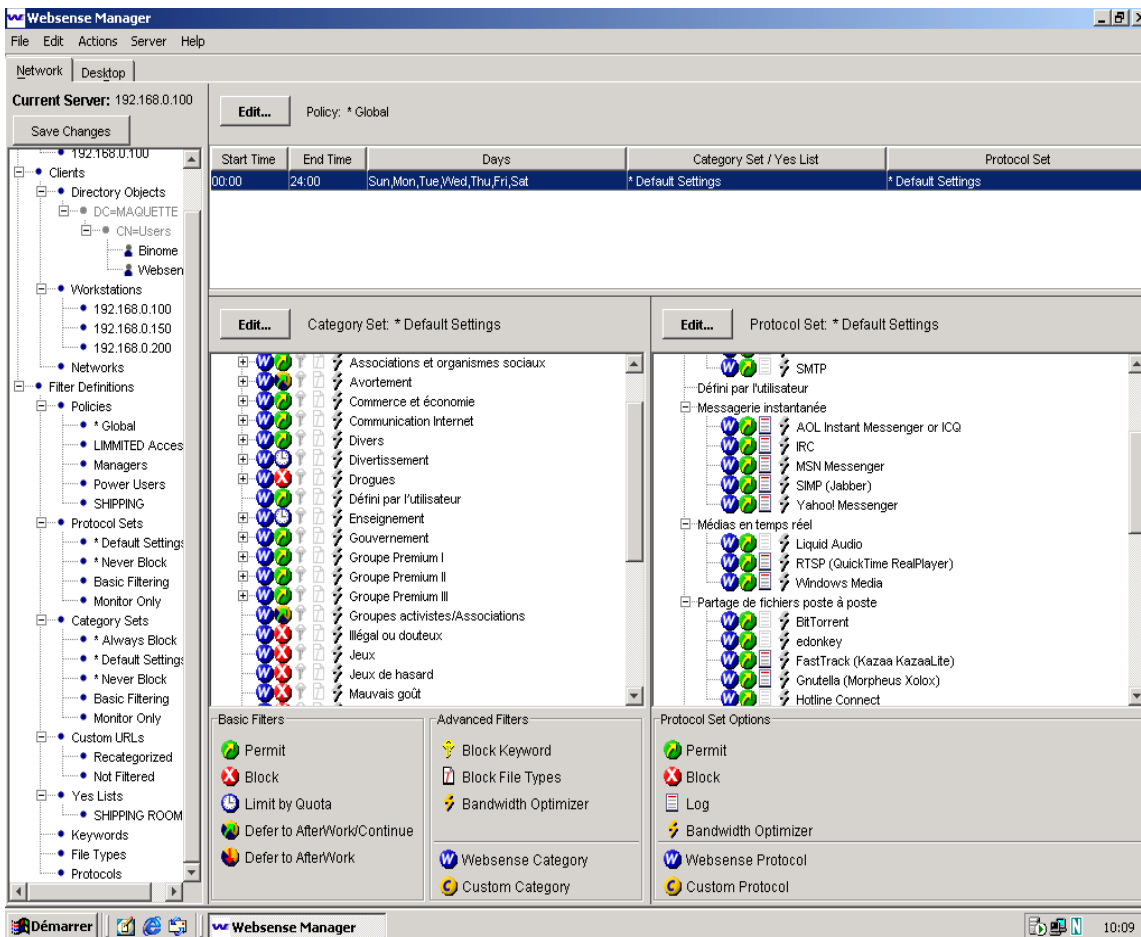 Websense Manager
File Edit Actions Server Help
Network Desktop
Current Server: 192.168.0.100
Save Changes
Edit... Policy: * Global
Start Time End Time Days Category Set / Yes List Protocol Set
00:00 24:00 Sun,Mon,Tue,Wed,Thu,Fri,Sat * Default Settings * Default Settings
192.168.0.100
Clients
Directory Objects
DC=MAQUETTE
CN=Users
Binome
Websen
Workstations
192.168.0.100
192.168.0.150
192.168.0.200
Networks
Filter Definitions
Policies
* Global
LIMMITED Acces
Managers
Power Users
SHIPPING
Protocol Sets
* Default Settings
* Never Block
Basic Filtering
Monitor Only
Category Sets
* Always Block
* Default Settings
* Never Block
Basic Filtering
Monitor Only
Custom URLs
Recategorized
Not Filtered
Yes Lists
SHIPPING ROOM
Keywords
File Types
Protocols
Edit... Category Set: * Default Settings
Associations et organismes sociaux
Avortement
Commerce et économie
Communication Internet
Divers
Divertissement
Drogues
Défini par l'utilisateur
Enseignement
Gouvernement
Groupe Premium I
Groupe Premium II
Groupe Premium III
Groupes activistes/Associations
Illégal ou douteux
Jeux
Jeux de hasard
Mauvais goût
Edit... Protocol Set: * Default Settings
SMTP
Défini par l'utilisateur
Messagerie instantanée
AOL Instant Messenger or ICQ
IRC
MSN Messenger
SIMP (Jabber)
Yahoo! Messenger
Médias en temps réel
Liquid Audio
RTSP (QuickTime RealPlayer)
Windows Media
Partage de fichiers poste à poste
BitTorrent
edonkey
FastTrack (Kazaa KazaaLite)
Gnutella (Morpheus Xolox)
Hotline Connect
Basic Filters
Permit
Block
Limit by Quota
Defer to AfterWork/Continue
Defer to AfterWork
Advanced Filters
Block Keyword
Block File Types
Bandwidth Optimizer
Websense Category
Custom Category
Protocol Set Options
Permit
Block
Log
Bandwidth Optimizer
Websense Protocol
Custom Protocol
Démarrer Websense Manager 10:09